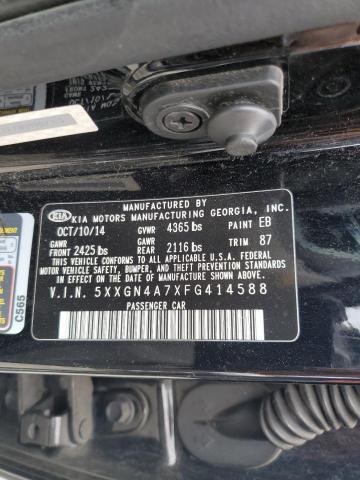 MANUFACTURED BY
KIA
KIA MOTORS MANUFACTURING GEORGIA, INC.
OCT/10/14 GVWR 4365 lbs PAINT EB
GAWR GAWR
FRONT 2425 lbs REAR 2116 lbs TRIM 87
THIS VEHICLE CONFORMS TO ALL APPLICABLE U.S.A. FEDERAL
MOTOR VEHICLE SAFETY, BUMPER, AND THEFT PREVENTION
STANDARDS IN EFFECT ON THE DATE OF MANUFACTURE SHOWN ABOVE.
V.I.N. 5XXGN4A7XFG414588
PASSENGER CAR
C565